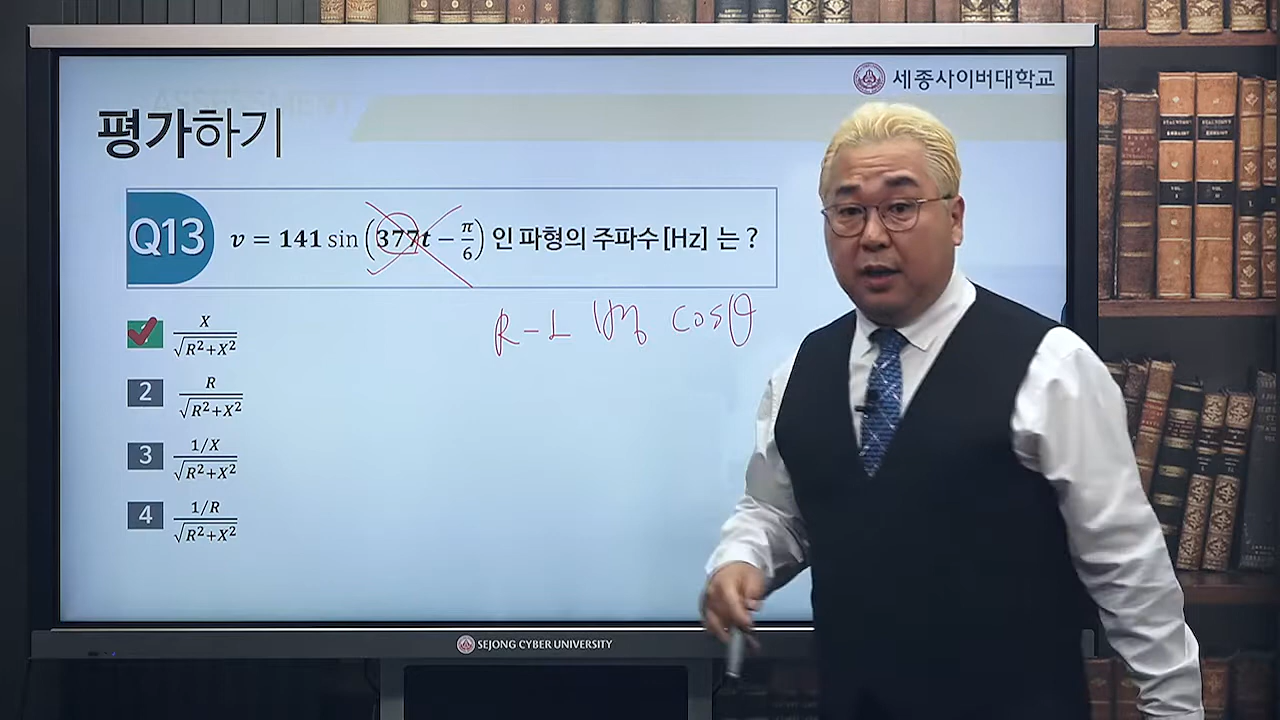 세종사이버대학교
평가하기
Q13 v = 141 sin (377t − π/6) 인 파형의 주파수[Hz] 는 ?
R-L 병렬 cosθ
X/√R²+X²
2 R/√R²+X²
3 1/X/√R²+X²
4 1/R/√R²+X²
SEJONG CYBER UNIVERSITY